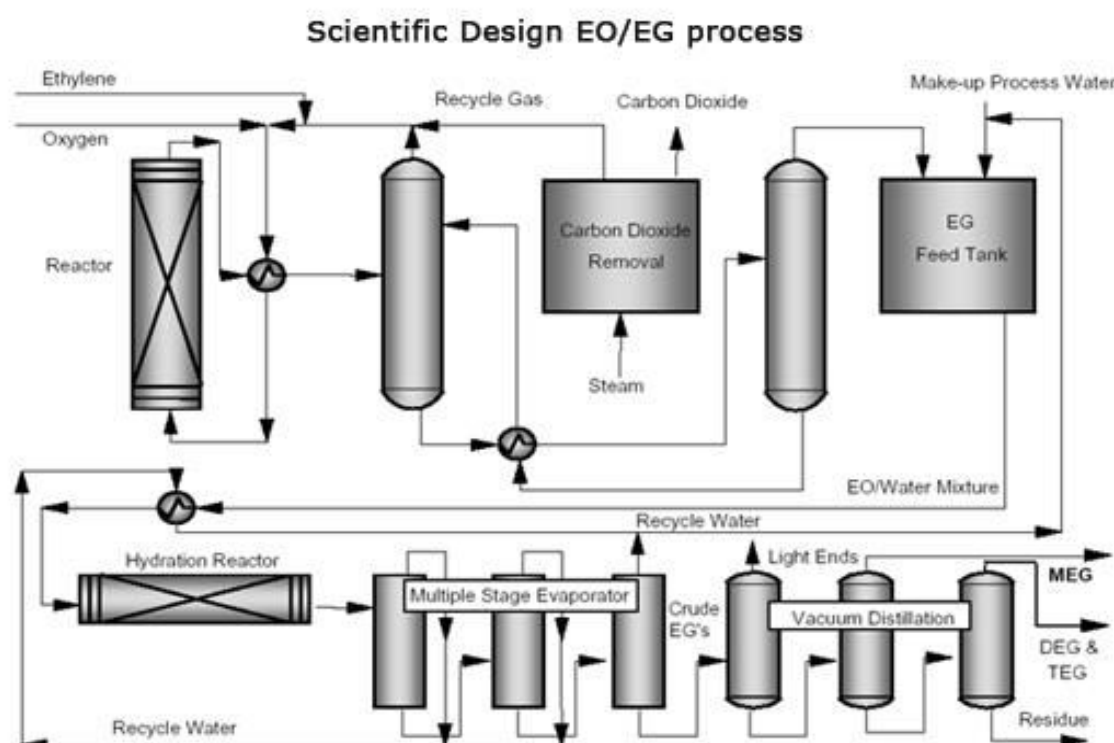 Scientific Design EO/EG process
Ethylene
Oxygen
Recycle Gas
Carbon Dioxide
Make-up Process Water
Reactor
Carbon Dioxide
Removal
EG
Feed Tank
Steam
EO/Water Mixture
Recycle Water
Hydration Reactor
Light Ends
MEG
Multiple Stage Evaporator
Crude
EG's
Vacuum Distillation
DEG &
TEG
Recycle Water
Residue